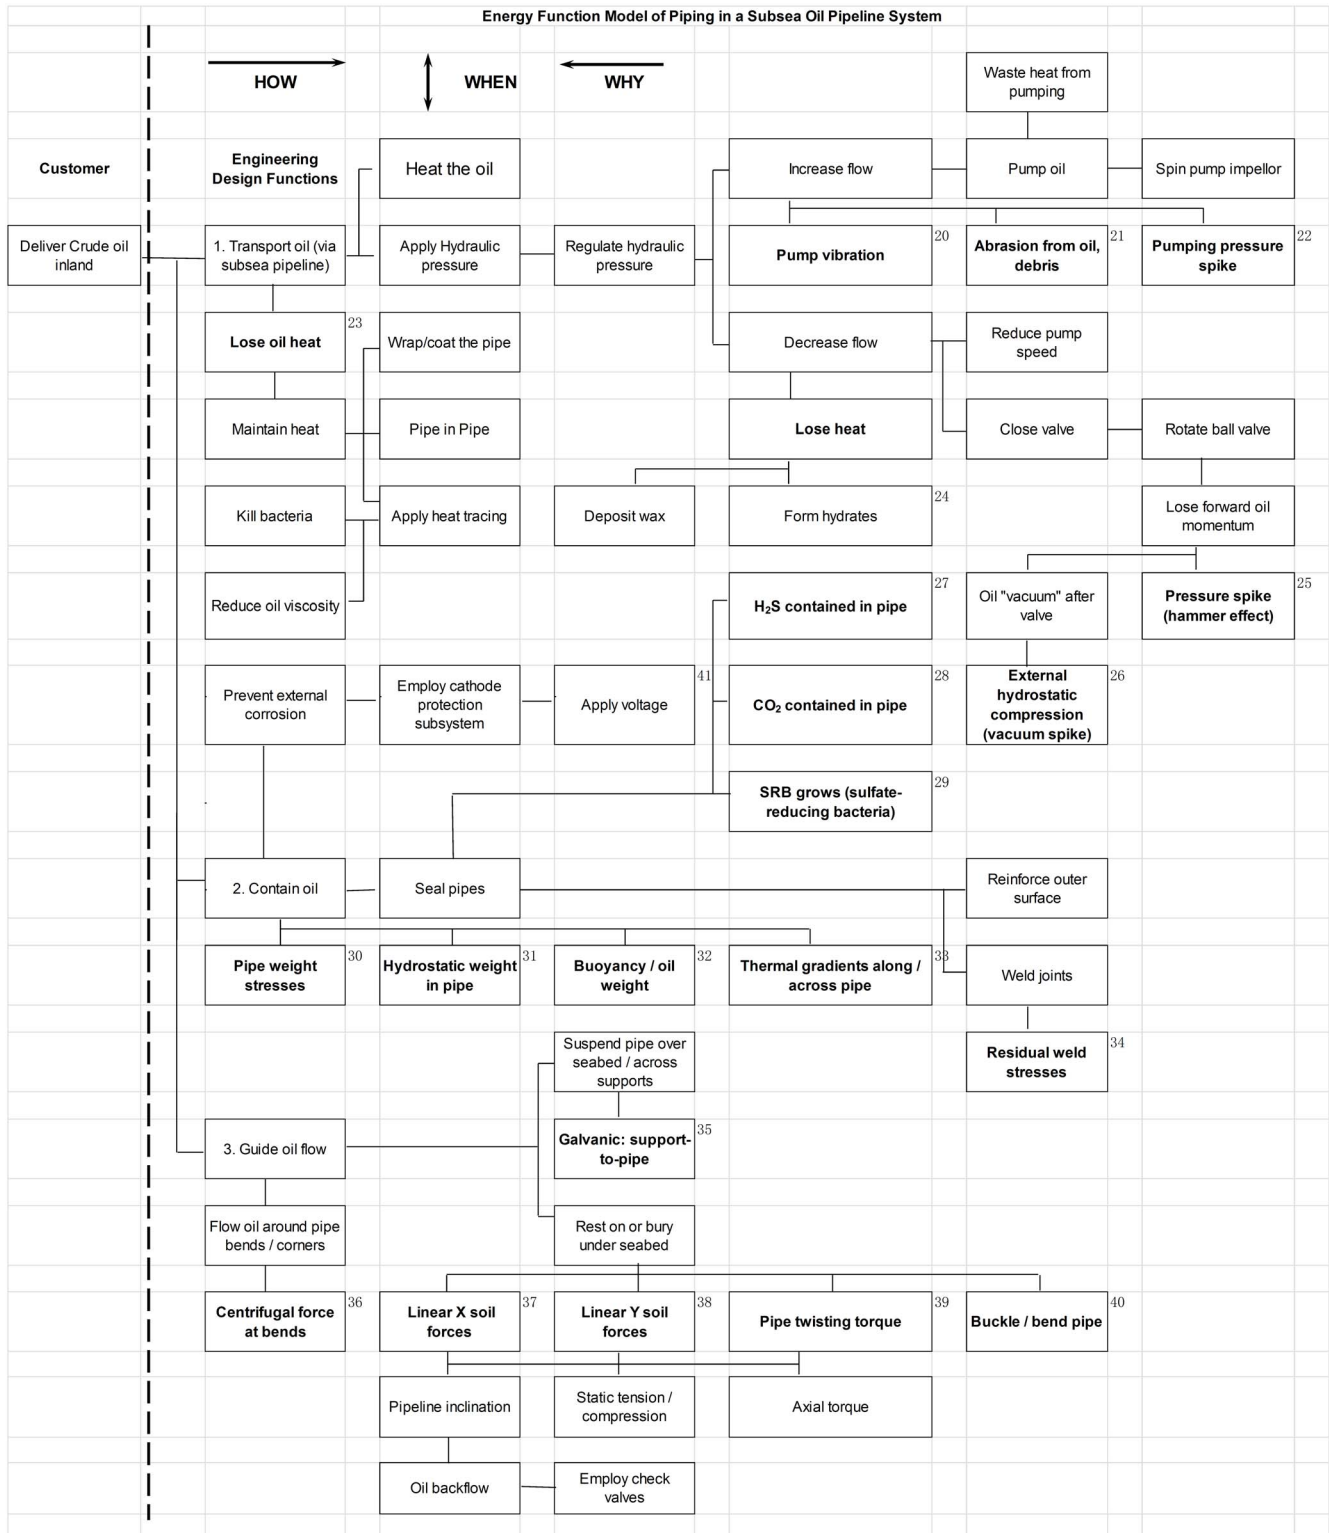 Energy Function Model of Piping in a Subsea Oil Pipeline System
HOW
WHEN
WHY
Waste heat from
pumping
Customer
Engineering
Design Functions
Heat the oil
Increase flow
Pump oil
Spin pump impellor
Deliver Crude oil
inland
1. Transport oil (via
subsea pipeline)
Apply Hydraulic
pressure
Regulate hydraulic
pressure
Pump vibration
20
Abrasion from oil,
debris
21
Pumping pressure
spike
22
Lose oil heat
23
Wrap/coat the pipe
Decrease flow
Reduce pump
speed
Maintain heat
Pipe in Pipe
Lose heat
Close valve
Rotate ball valve
Kill bacteria
Apply heat tracing
Deposit wax
Form hydrates
24
Lose forward oil
momentum
Reduce oil viscosity
H₂S contained in pipe
27
Oil "vacuum" after
valve
Pressure spike
(hammer effect)
25
Prevent external
corrosion
Employ cathode
protection
subsystem
Apply voltage
41
CO₂ contained in pipe
28
External
hydrostatic
compression
(vacuum spike)
26
SRB grows (sulfate-
reducing bacteria)
29
2. Contain oil
Seal pipes
Reinforce outer
surface
Pipe weight
stresses
30
Hydrostatic weight
in pipe
31
Buoyancy / oil
weight
32
Thermal gradients along /
across pipe
33
Weld joints
Suspend pipe over
seabed / across
supports
Residual weld
stresses
34
3. Guide oil flow
Galvanic: support-
to-pipe
35
Flow oil around pipe
bends / corners
Rest on or bury
under seabed
Centrifugal force
at bends
36
Linear X soil
forces
37
Linear Y soil
forces
38
Pipe twisting torque
39
Buckle / bend pipe
40
Pipeline inclination
Static tension /
compression
Axial torque
Oil backflow
Employ check
valves